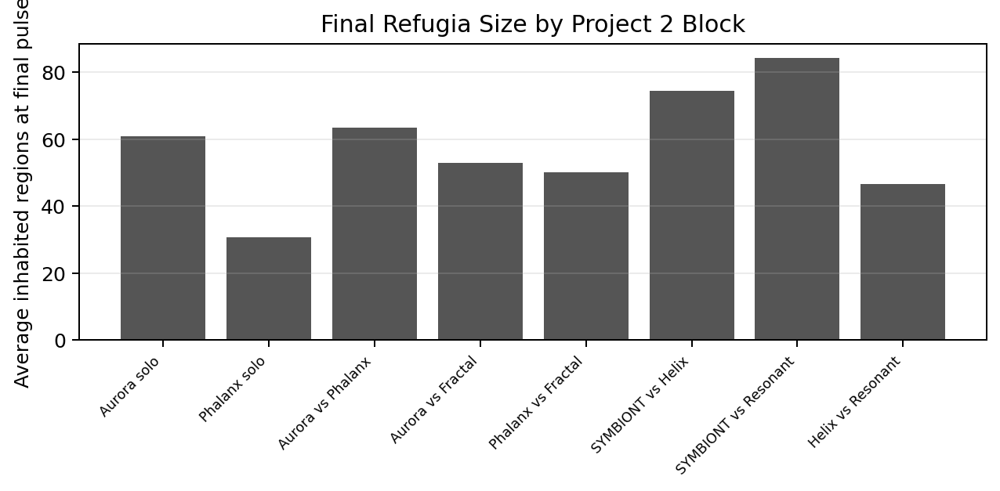 Final Refugia Size by Project 2 Block
Average inhabited regions at final pulse
80
60
40
20
0
Aurora solo
Phalanx solo
Aurora vs Phalanx
Aurora vs Fractal
Phalanx vs Fractal
SYMBIONT vs Helix
SYMBIONT vs Resonant
Helix vs Resonant